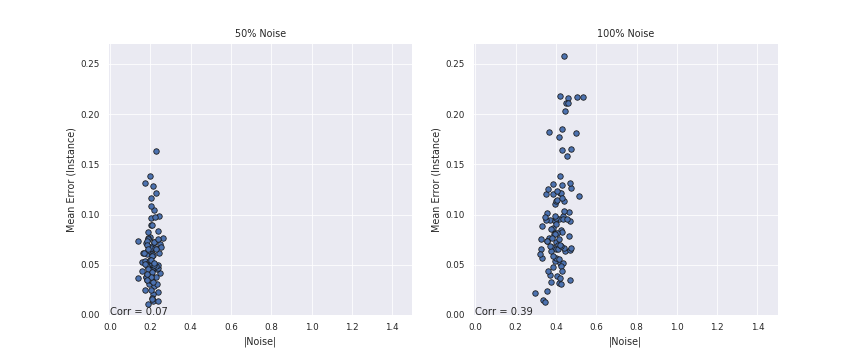 50% Noise
0.25
0.20
0.15
0.10
0.05
0.00
Mean Error (Instance)
Corr = 0.07
0.0 0.2 0.4 0.6 0.8 1.0 1.2 1.4
|Noise|
100% Noise
0.25
0.20
0.15
0.10
0.05
0.00
Mean Error (Instance)
Corr = 0.39
0.0 0.2 0.4 0.6 0.8 1.0 1.2 1.4
|Noise|